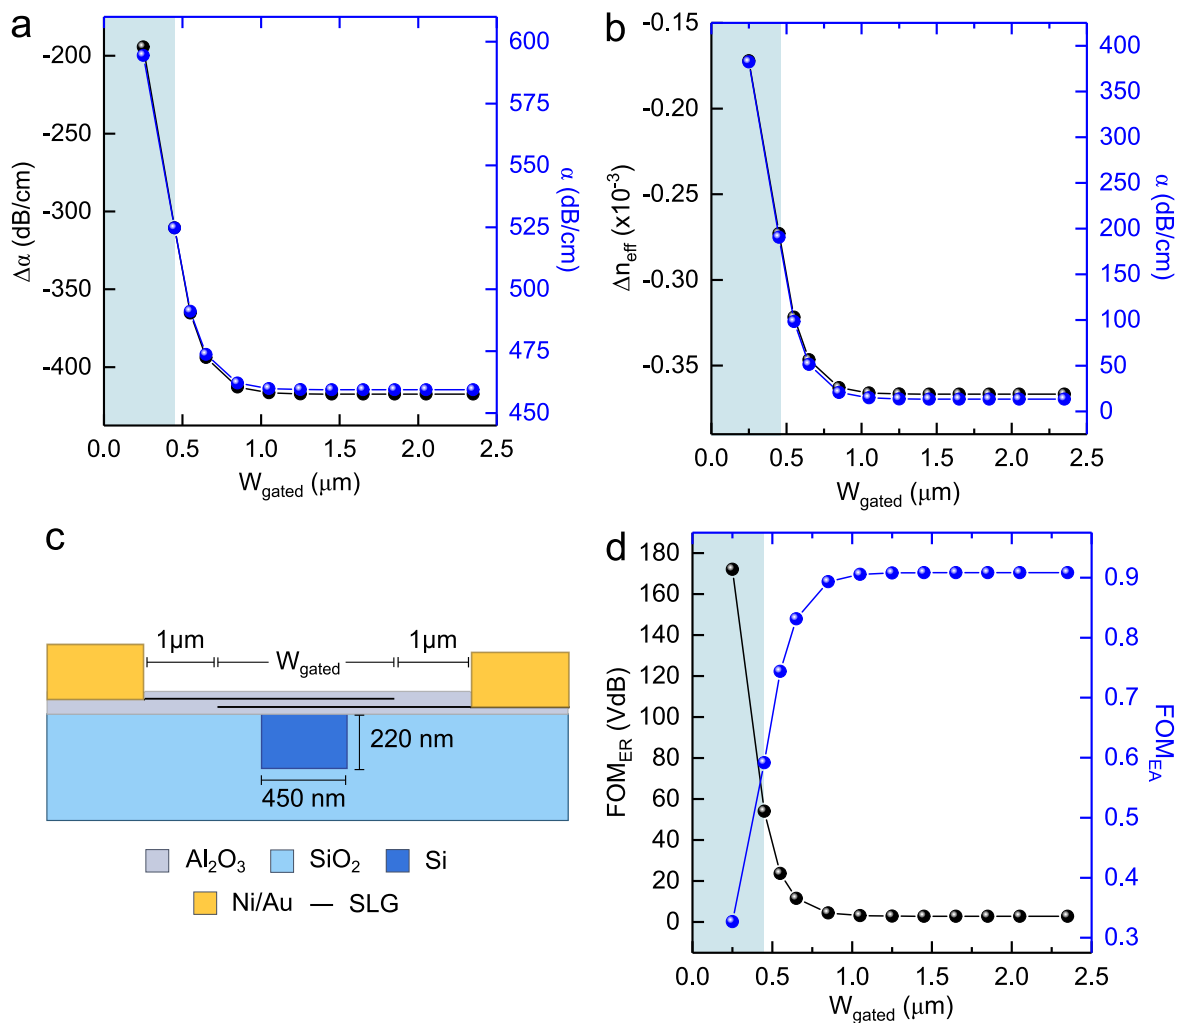 a
-200
-250
-300
-350
-400
Δα (dB/cm)
600
575
550
525
500
475
450
α (dB/cm)
0.0 0.5 1.0 1.5 2.0 2.5
W_gated (μm)
b
-0.15
-0.20
-0.25
-0.30
-0.35
Δn_eff (x10⁻³)
400
350
300
250
200
150
100
50
0
α (dB/cm)
0.0 0.5 1.0 1.5 2.0 2.5
W_gated (μm)
c
1μm W_gated 1μm
220 nm
450 nm
Al₂O₃ SiO₂ Si
Ni/Au SLG
d
180
160
140
120
100
80
60
40
20
0
FOM_ER (VdB)
0.9
0.8
0.7
0.6
0.5
0.4
0.3
FOM_EA
0.0 0.5 1.0 1.5 2.0 2.5
W_gated (μm)